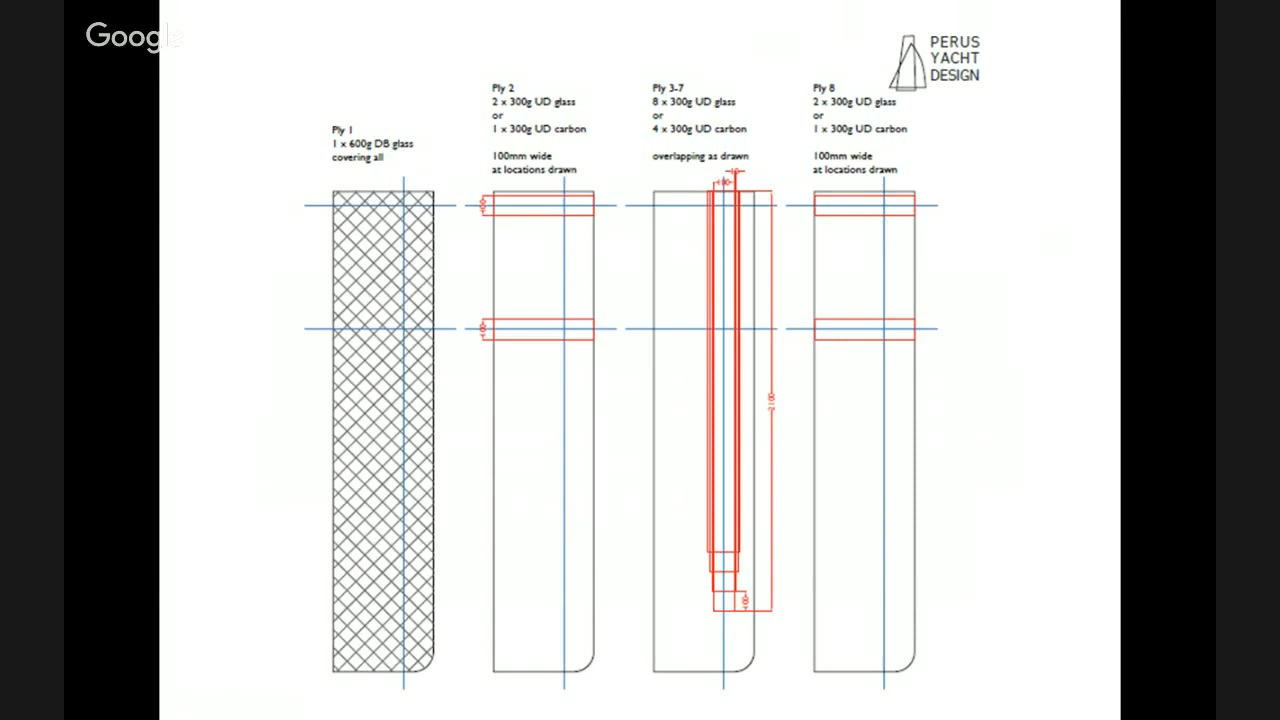 Google
PERUS
YACHT
DESIGN
Ply 1
1 x 600g DB glass
covering all
Ply 2
2 x 300g UD glass
or
1 x 300g UD carbon
100mm wide
at locations drawn
Ply 3-7
8 x 300g UD glass
or
4 x 300g UD carbon
overlapping as drawn
Ply 8
2 x 300g UD glass
or
1 x 300g UD carbon
100mm wide
at locations drawn
2100